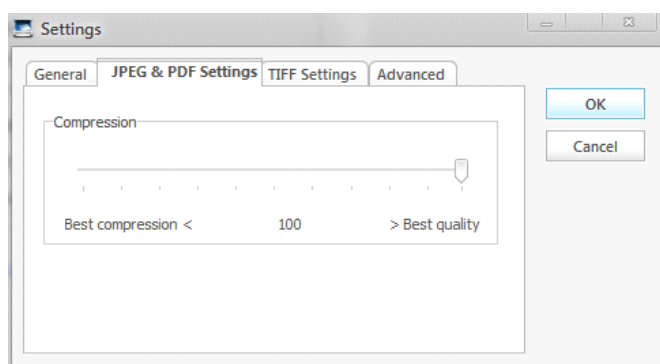 Settings
General JPEG & PDF Settings TIFF Settings Advanced
OK
Cancel
Compression
Best compression < 100 > Best quality